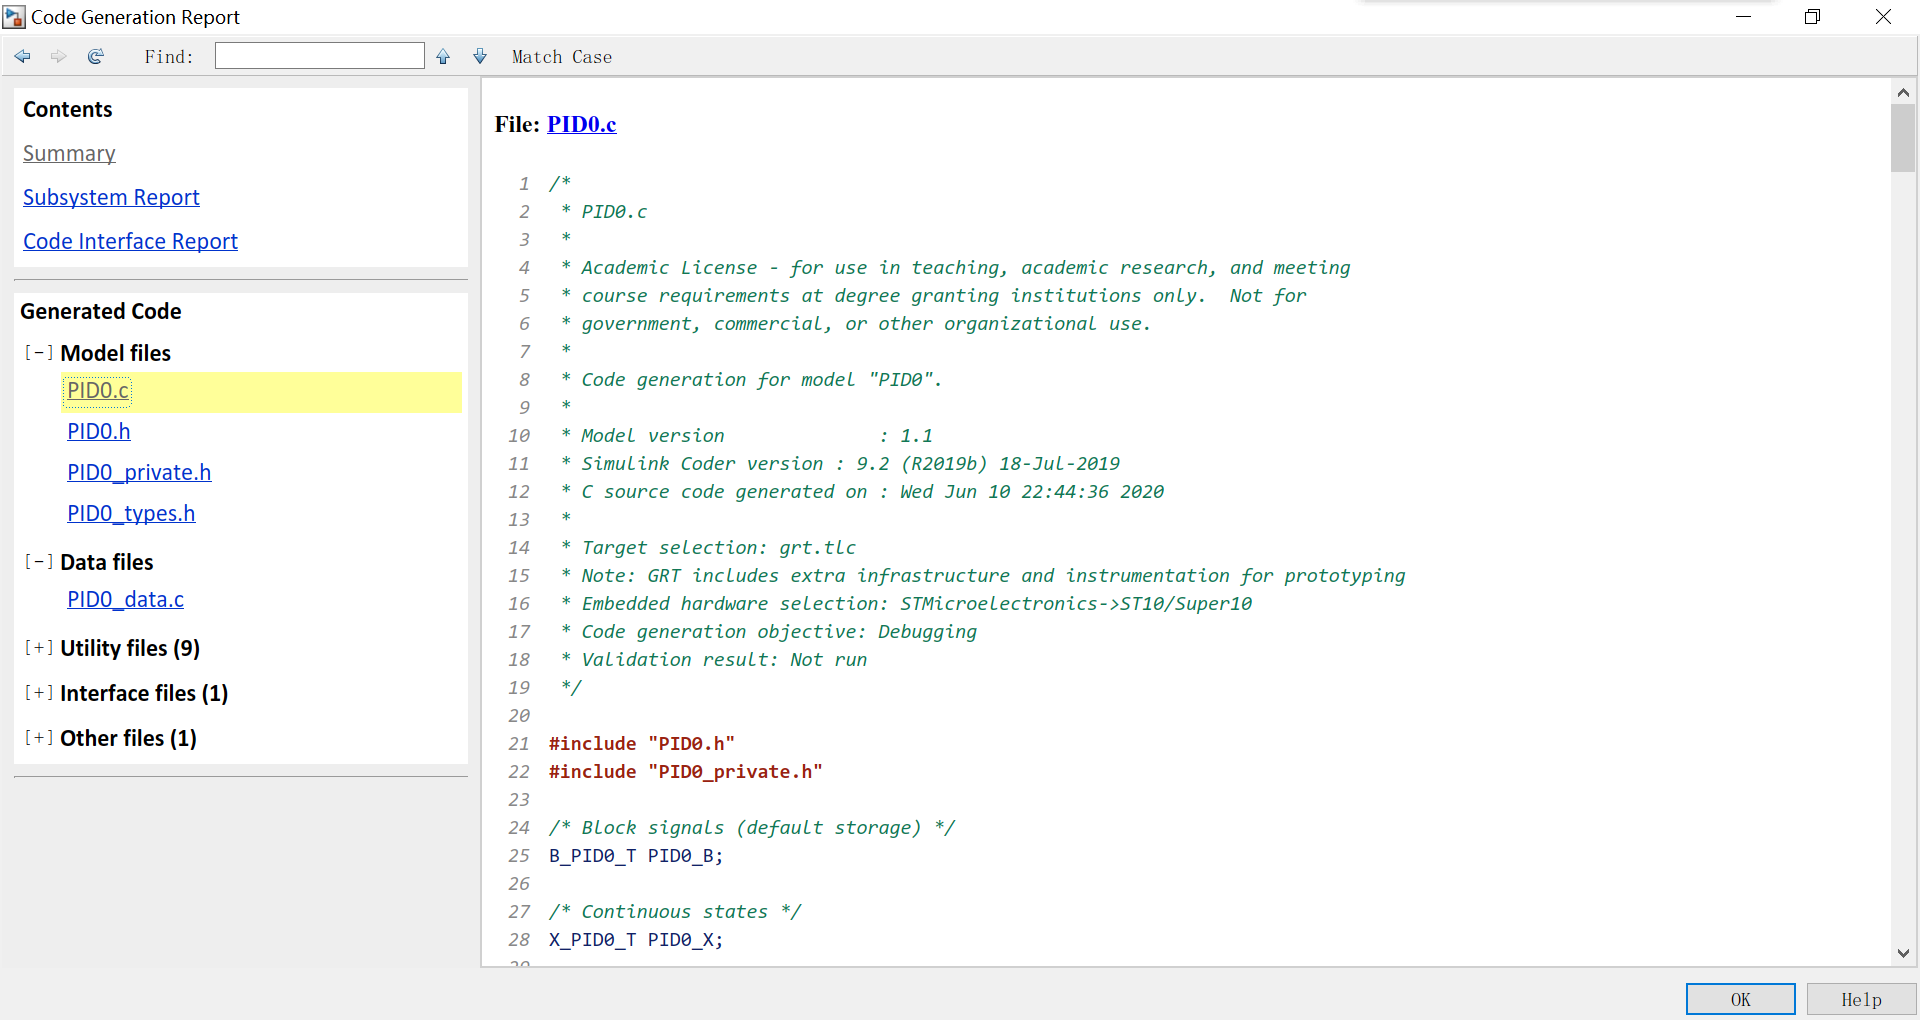 Code Generation Report
Find:
Match Case
Contents
Summary
Subsystem Report
Code Interface Report
Generated Code
[-] Model files
PID0.c
PID0.h
PID0_private.h
PID0_types.h
[-] Data files
PID0_data.c
[+] Utility files (9)
[+] Interface files (1)
[+] Other files (1)
File: PID0.c
1 /*
2  * PID0.c
3  *
4  * Academic License - for use in teaching, academic research, and meeting
5  * course requirements at degree granting institutions only.  Not for
6  * government, commercial, or other organizational use.
7  *
8  * Code generation for model "PID0".
9  *
10  * Model version              : 1.1
11  * Simulink Coder version : 9.2 (R2019b) 18-Jul-2019
12  * C source code generated on : Wed Jun 10 22:44:36 2020
13  *
14  * Target selection: grt.tlc
15  * Note: GRT includes extra infrastructure and instrumentation for prototyping
16  * Embedded hardware selection: STMicroelectronics->ST10/Super10
17  * Code generation objective: Debugging
18  * Validation result: Not run
19  */
20
21 #include "PID0.h"
22 #include "PID0_private.h"
23
24 /* Block signals (default storage) */
25 B_PID0_T PID0_B;
26
27 /* Continuous states */
28 X_PID0_T PID0_X;
OK
Help